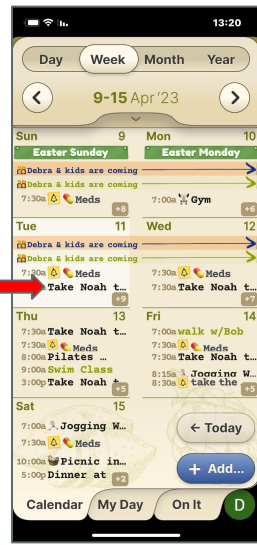 13:20
Day Week Month Year
9-15 Apr '23
Sun 9 Mon 10
Easter Sunday Easter Monday
Debra & kids are coming
Debra & kids are coming
7:30a Meds 7:00a Gym
+8 +6
Tue 11 Wed 12
Debra & kids are coming
Debra & kids are coming
7:30a Meds 7:30a Meds
Take Noah t… 7:30a Take Noah t…
+9 +7
Thu 13 Fri 14
7:30a Take Noah t… 7:00a walk w/Bob
7:30a Meds 7:30a Meds
8:00a Pilates … 7:30a Take Noah t…
9:00a Swim Class 8:15a Jogging W…
3:00p Take Noah t… 8:30a take the
+5 +5
Sat 15
7:00a Jogging W…
7:30a Meds
10:00a Picnic in…
5:00p Dinner at
+2
← Today
+ Add...
Calendar My Day On It D